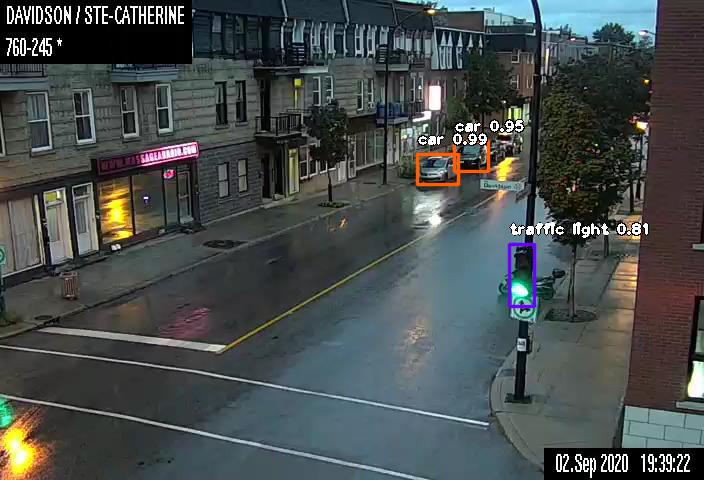 DAVIDSON / STE-CATHERINE
760-245 *
car 0.95
car 0.99
Davidson
traffic light 0.81
02.Sep 2020 19:39:22